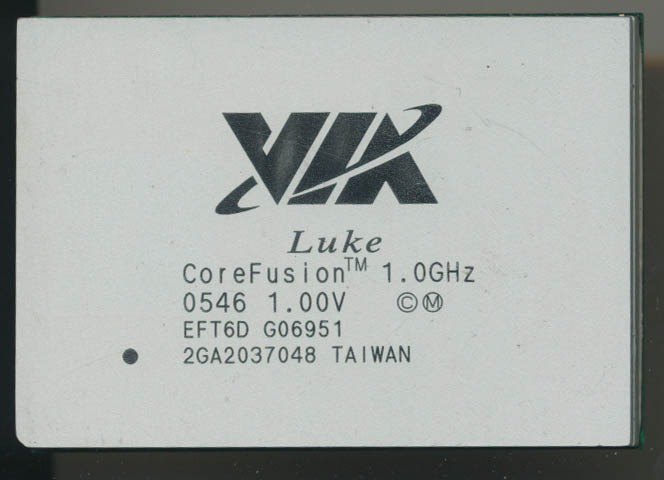 VIA
Luke
CoreFusion™ 1.0GHz
0546 1.00V ©Ⓜ
EFT6D G06951
2GA2037048 TAIWAN